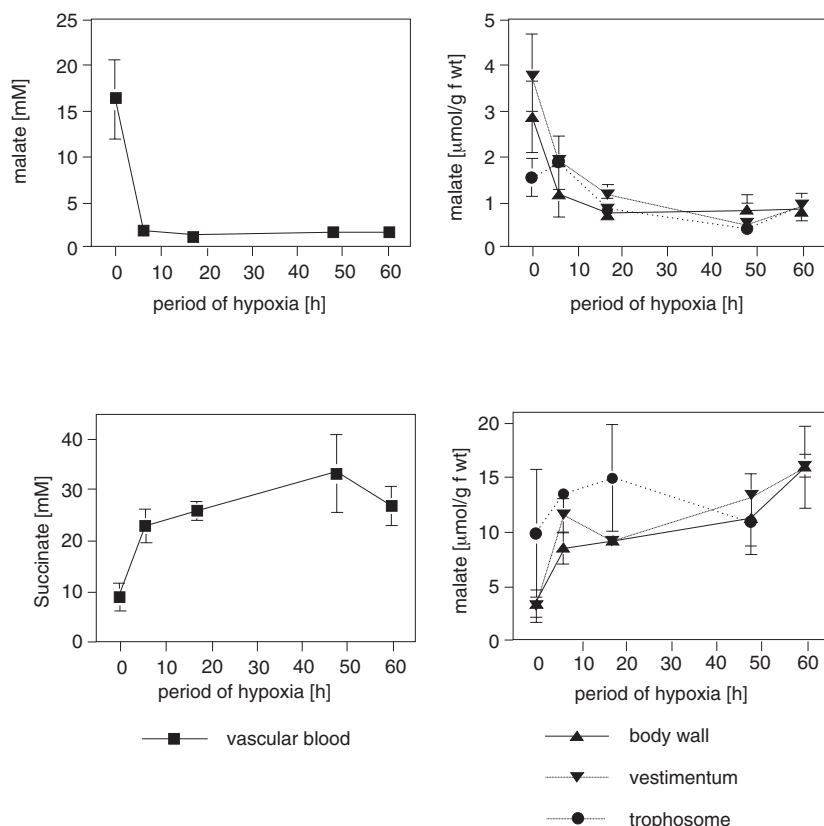 malate [mM]
25
20
15
10
5
0
0 10 20 30 40 50 60
period of hypoxia [h]
malate [µmol/g f wt]
5
4
3
2
1
0
0 10 20 30 40 50 60
period of hypoxia [h]
Succinate [mM]
40
30
20
10
0
0 10 20 30 40 50 60
period of hypoxia [h]
vascular blood
malate [µmol/g f wt]
20
15
10
5
0
0 10 20 30 40 50 60
period of hypoxia [h]
body wall
vestimentum
trophosome